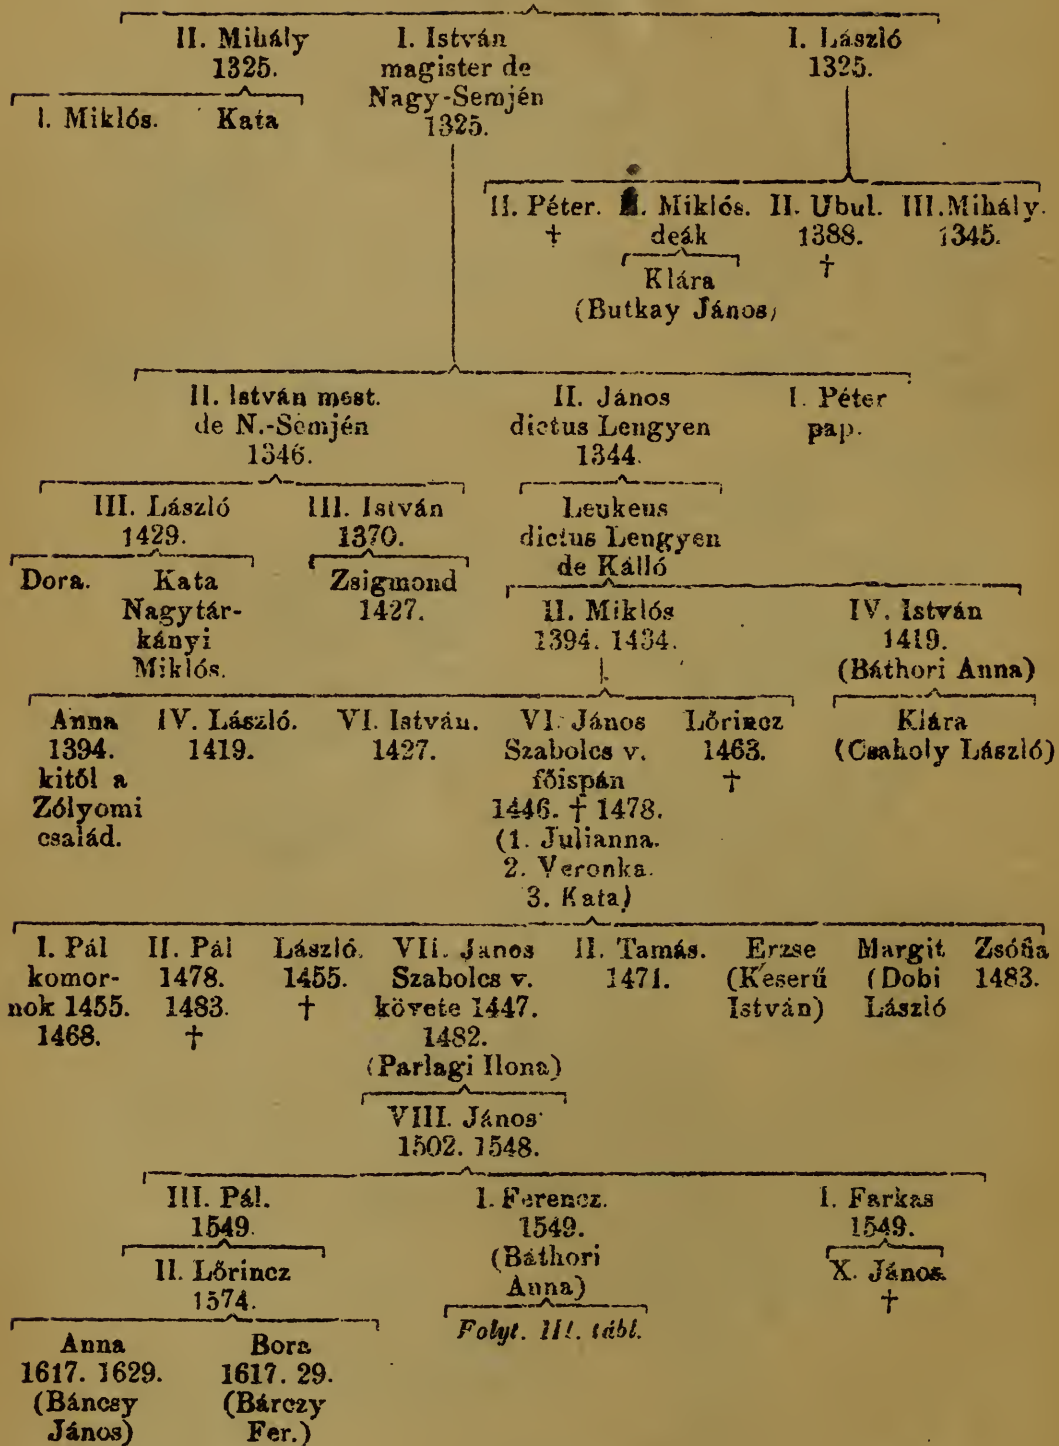 II. Mihály I. István I. László
1325. magister de 1325.
Nagy-Semjén
I. Miklós. Kata 1325.
II. Péter. Miklós. II. Ubul. III. Mihály.
† deák 1388. 1345.
Klára †
(Butkay János)
II. István mest. II. János I. Péter
de N.-Semjén dictus Lengyen pap.
1346. 1344.
III. László III. István Leukeus
1429. 1370. dictus Lengyen
Dora. Kata Zsigmond de Kálló
Nagytár- 1427. II. Miklós IV. István
kányi 1394. 1434. 1419.
Miklós. (Báthori Anna)
Anna IV. László. VI. István. VI. János Lőrincz Klára
1394. 1419. 1427. Szabolcs v. 1463. (Csaholy László)
kitől a főispán †
Zólyomi 1446. † 1478.
család. (1. Julianna.
2. Veronka.
3. Kata)
I. Pál II. Pál László. VII. János II. Tamás. Erzse Margit Zsófia
komor- 1478. 1455. Szabolcs v. 1471. (Keserű (Dobi 1483.
nok 1455. 1483. † követe 1447. István) László
1468. † 1482.
(Parlagi Ilona)
VIII. János
1502. 1548.
III. Pál. I. Ferencz. I. Farkas
1549. 1549. 1549.
II. Lőrincz (Báthori X. János.
1574. Anna) †
Folyt. III. tábl.
Anna Bora
1617. 1629. 1617. 29.
(Báncsy (Bárczy
János) Fer.)